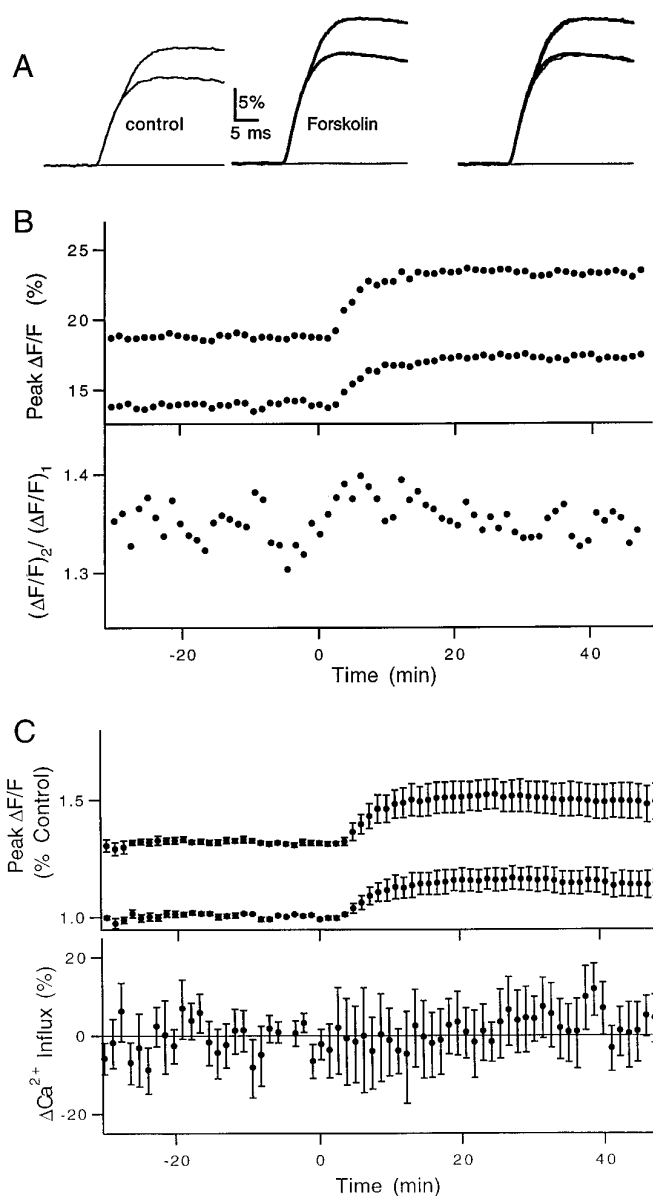 A
control
5%
5 ms
Forskolin
B
Peak ΔF/F (%)
25
20
15
(ΔF/F)₂/ (ΔF/F)₁
1.4
1.3
-20 0 20 40
Time (min)
C
Peak ΔF/F
(% Control)
1.5
1.0
ΔCa²⁺ Influx (%)
20
0
-20
-20 0 20 40
Time (min)